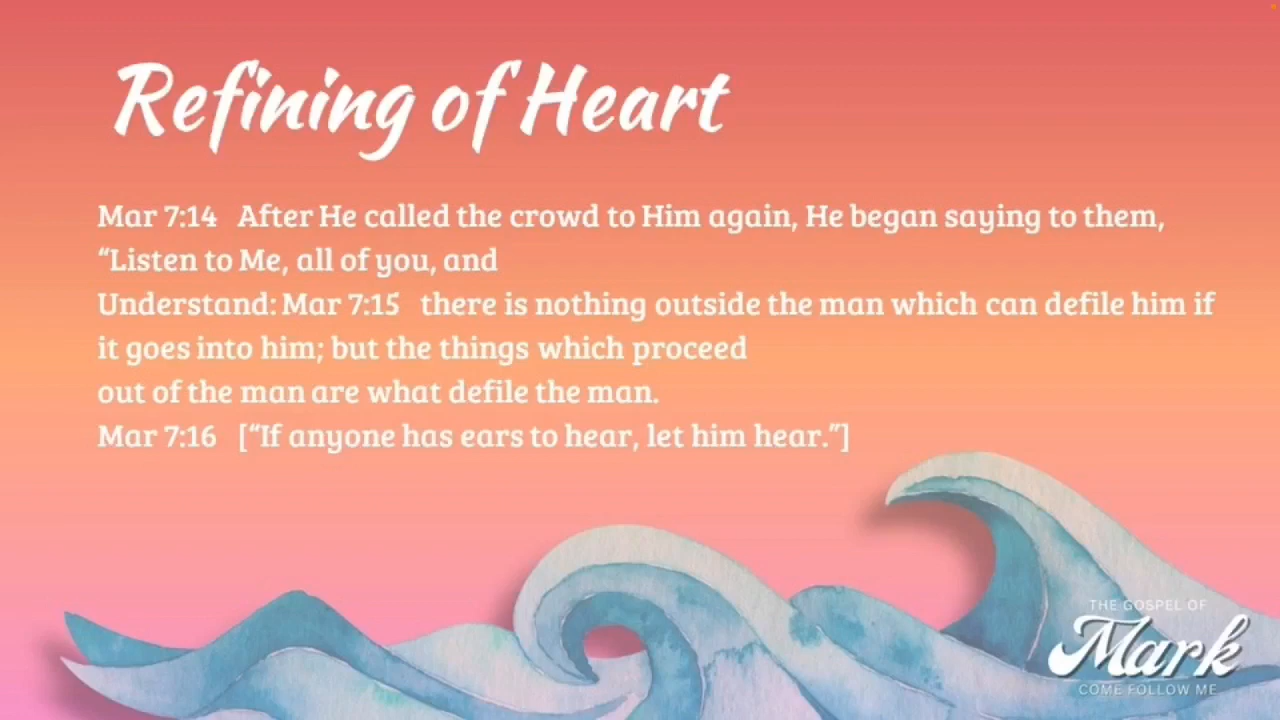 Refining of Heart
Mar 7:14 After He called the crowd to Him again, He began saying to them,
“Listen to Me, all of you, and
Understand: Mar 7:15 there is nothing outside the man which can defile him if
it goes into him; but the things which proceed
out of the man are what defile the man.
Mar 7:16 [“If anyone has ears to hear, let him hear.”]
THE GOSPEL OF
Mark
COME FOLLOW ME